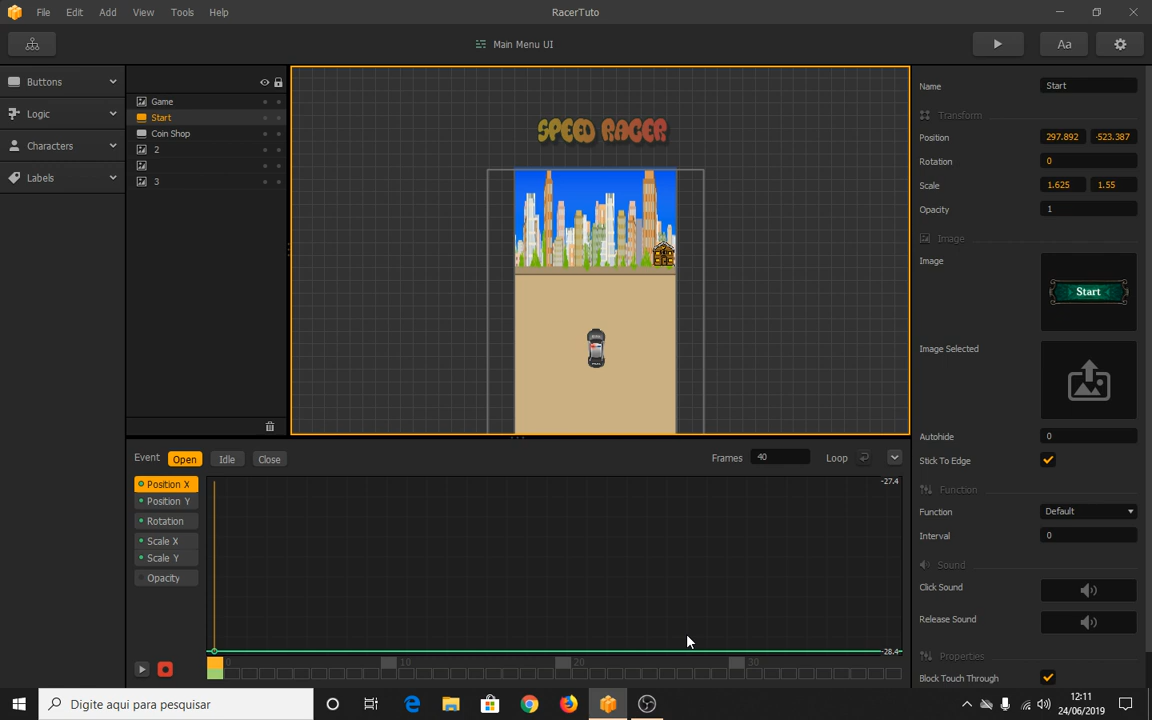 File Edit Add View Tools Help RacerTuto
Main Menu UI Aa
Buttons
Logic
Characters
Labels
Game
Start
Coin Shop
2
3
SPEED RACER
Name Start
Transform
Position 297.892 -523.387
Rotation 0
Scale 1.625 1.55
Opacity 1
Image
Image
Start
Image Selected
Autohide 0
Stick To Edge
Function
Function Default
Interval 0
Sound
Click Sound
Release Sound
Properties
Block Touch Through
Event Open Idle Close Frames 40 Loop
Position X
Position Y
Rotation
Scale X
Scale Y
Opacity
-27.4
-28.4
0 10 20 30
Digite aqui para pesquisar
12:11
24/06/2019